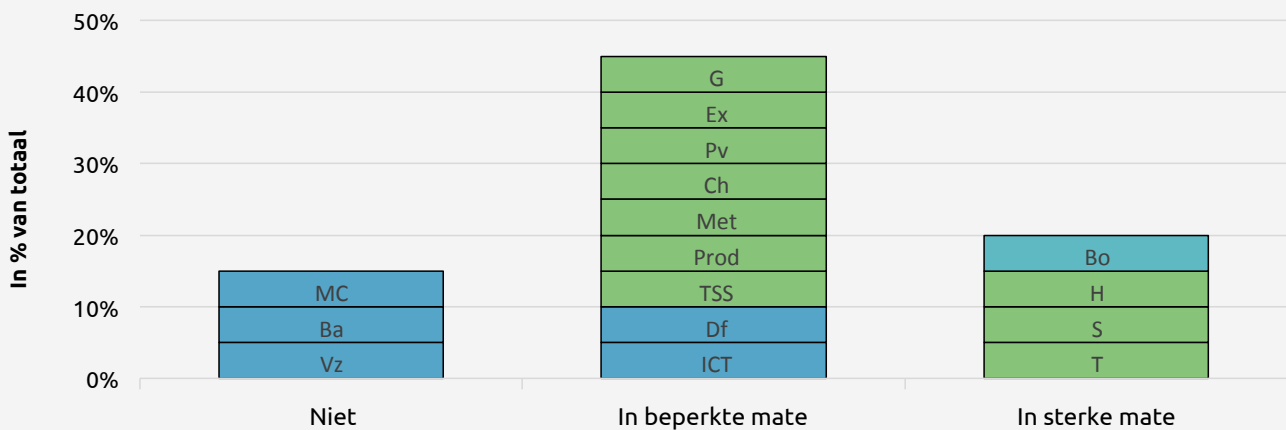 50%
40%
30%
20%
10%
0%
In % van totaal
MC
Ba
Vz
G
Ex
Pv
Ch
Met
Prod
TSS
Df
ICT
Bo
H
S
T
Niet
In beperkte mate
In sterke mate